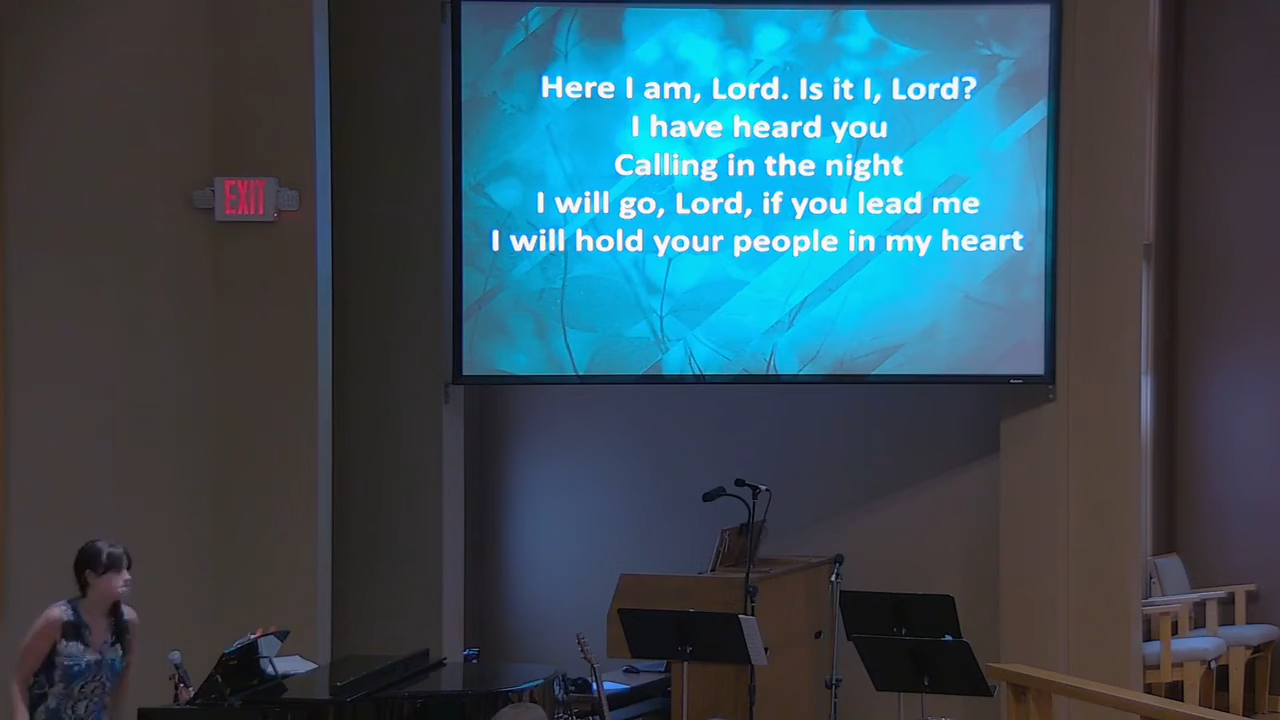 Here I am, Lord. Is it I, Lord?
I have heard you
Calling in the night
I will go, Lord, if you lead me
I will hold your people in my heart
EXIT